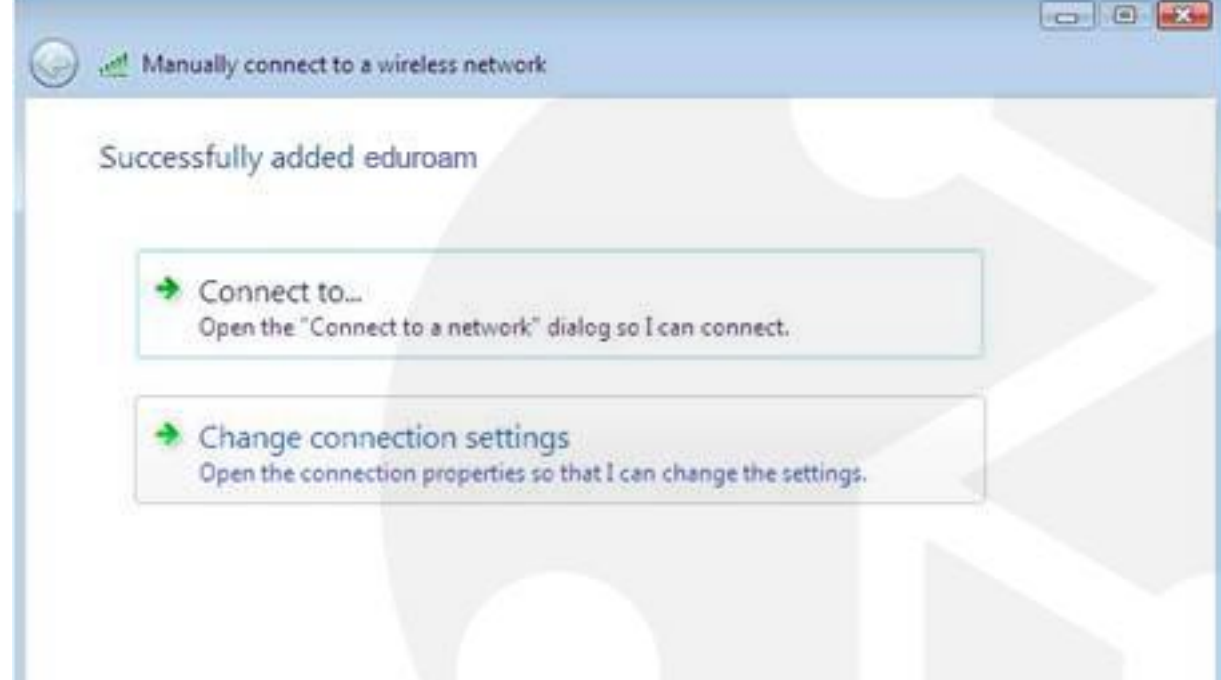 Manually connect to a wireless network
Successfully added eduroam
Connect to...
Open the "Connect to a network" dialog so I can connect.
Change connection settings
Open the connection properties so that I can change the settings.